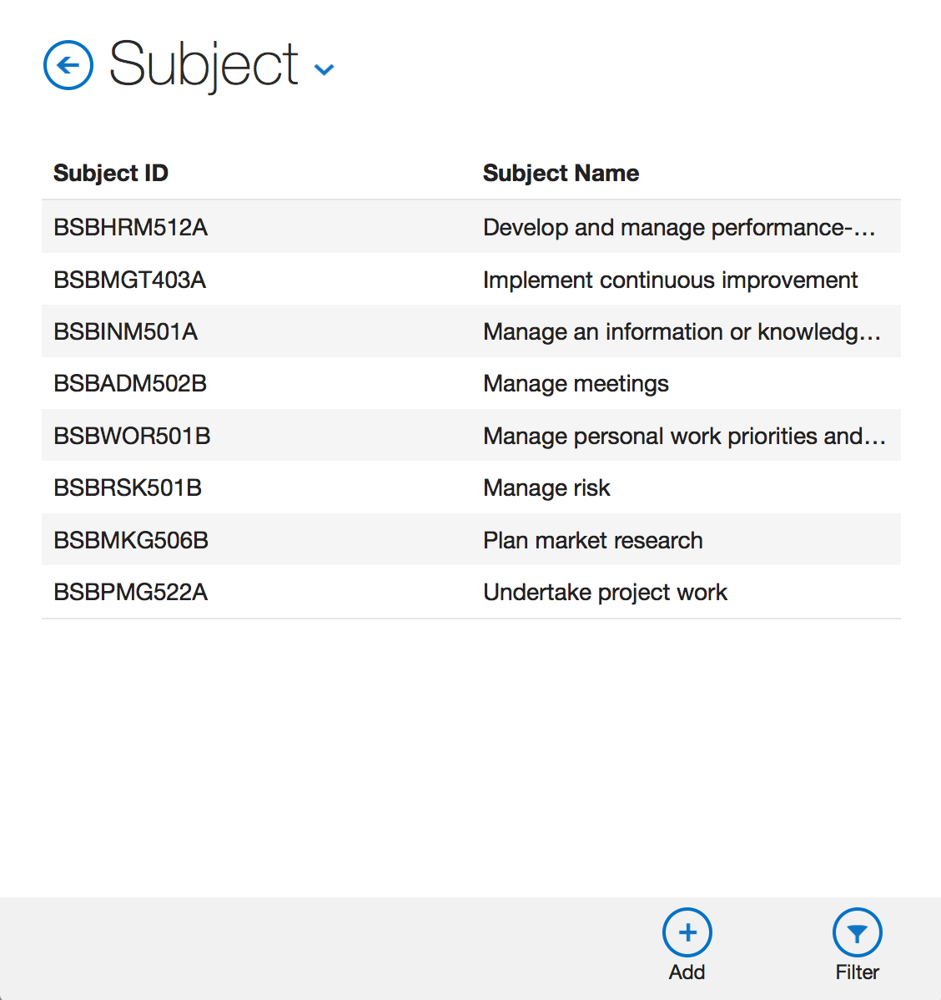 Subject
Subject ID Subject Name
BSBHRM512A Develop and manage performance-...
BSBMGT403A Implement continuous improvement
BSBINM501A Manage an information or knowledg...
BSBADM502B Manage meetings
BSBWOR501B Manage personal work priorities and...
BSBRSK501B Manage risk
BSBMKG506B Plan market research
BSBPMG522A Undertake project work
Add Filter